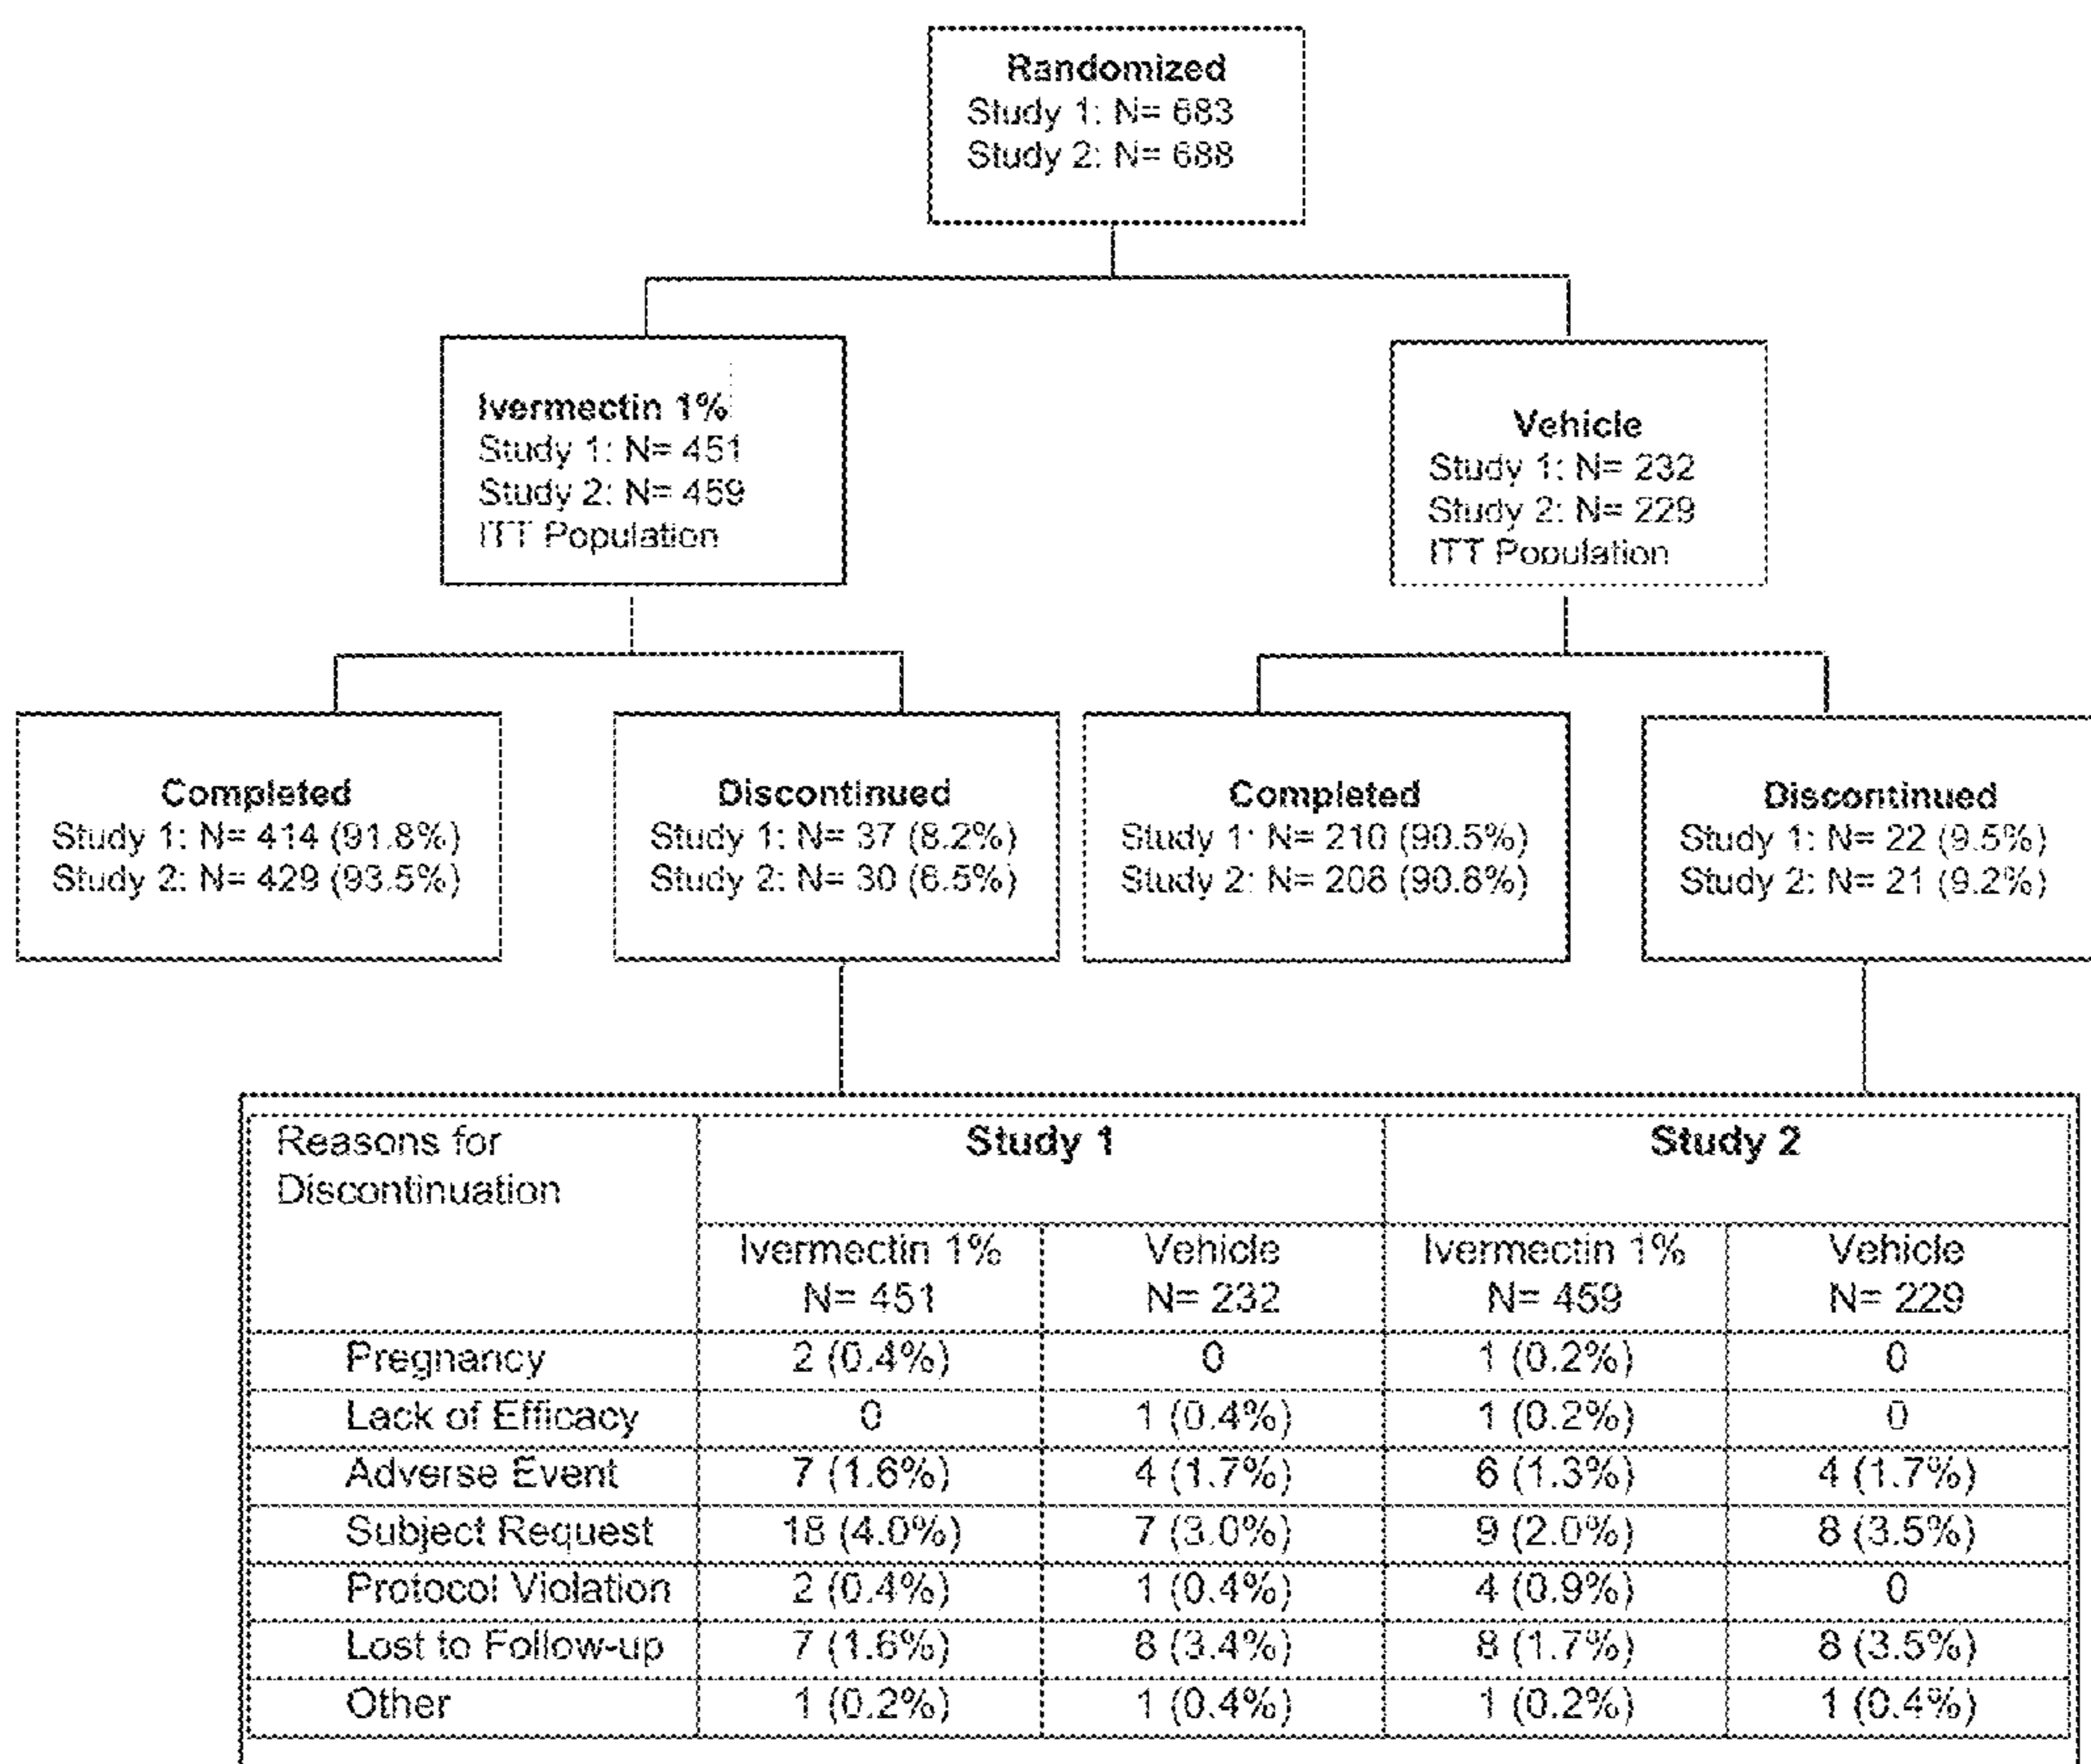 Randomized
Study 1: N= 683
Study 2: N= 688
Ivermectin 1%
Study 1: N= 451
Study 2: N= 459
ITT Population
Vehicle
Study 1: N= 232
Study 2: N= 229
ITT Population
Completed
Study 1: N= 414 (91.8%)
Study 2: N= 429 (93.5%)
Discontinued
Study 1: N= 37 (8.2%)
Study 2: N= 30 (6.5%)
Completed
Study 1: N= 210 (90.5%)
Study 2: N= 208 (90.8%)
Discontinued
Study 1: N= 22 (9.5%)
Study 2: N= 21 (9.2%)
Reasons for Study 1 Study 2
Discontinuation
Ivermectin 1% Vehicle Ivermectin 1% Vehicle
N= 451 N= 232 N= 459 N= 229
Pregnancy 2 (0.4%) 0 1 (0.2%) 0
Lack of Efficacy 0 1 (0.4%) 1 (0.2%) 0
Adverse Event 7 (1.6%) 4 (1.7%) 6 (1.3%) 4 (1.7%)
Subject Request 18 (4.0%) 7 (3.0%) 9 (2.0%) 8 (3.5%)
Protocol Violation 2 (0.4%) 1 (0.4%) 4 (0.9%) 0
Lost to Follow-up 7 (1.6%) 8 (3.4%) 8 (1.7%) 8 (3.5%)
Other 1 (0.2%) 1 (0.4%) 1 (0.2%) 1 (0.4%)